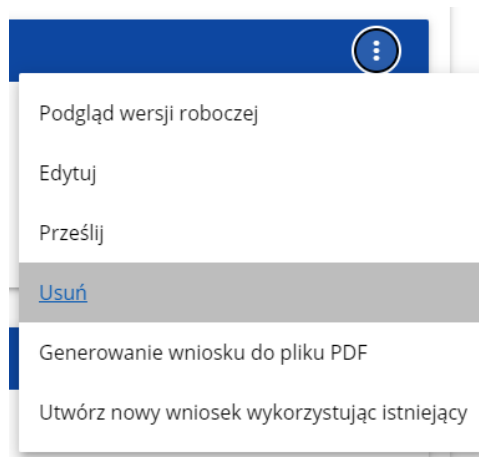 Podgląd wersji roboczej
Edytuj
Prześlij
Usuń
Generowanie wniosku do pliku PDF
Utwórz nowy wniosek wykorzystując istniejący